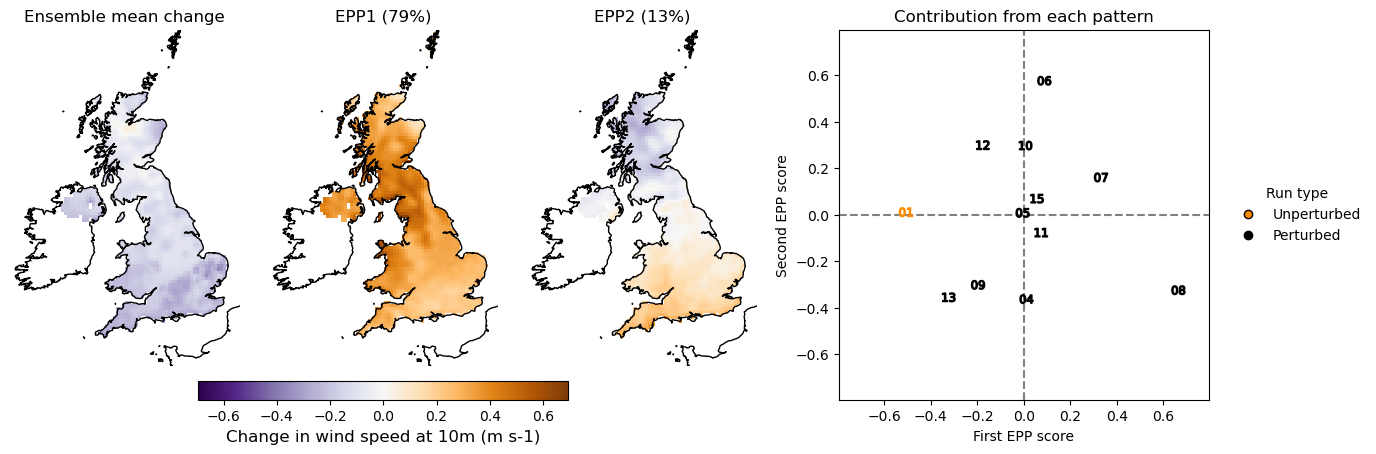 Ensemble mean change
EPP1 (79%)
EPP2 (13%)
Contribution from each pattern
−0.6 −0.4 −0.2 0.0 0.2 0.4 0.6
Change in wind speed at 10m (m s-1)
Second EPP score
0.6
0.4
0.2
0.0
−0.2
−0.4
−0.6
06
12
10
07
15
01
05
11
09
13
04
08
−0.6 −0.4 −0.2 0.0 0.2 0.4 0.6
First EPP score
Run type
Unperturbed
Perturbed